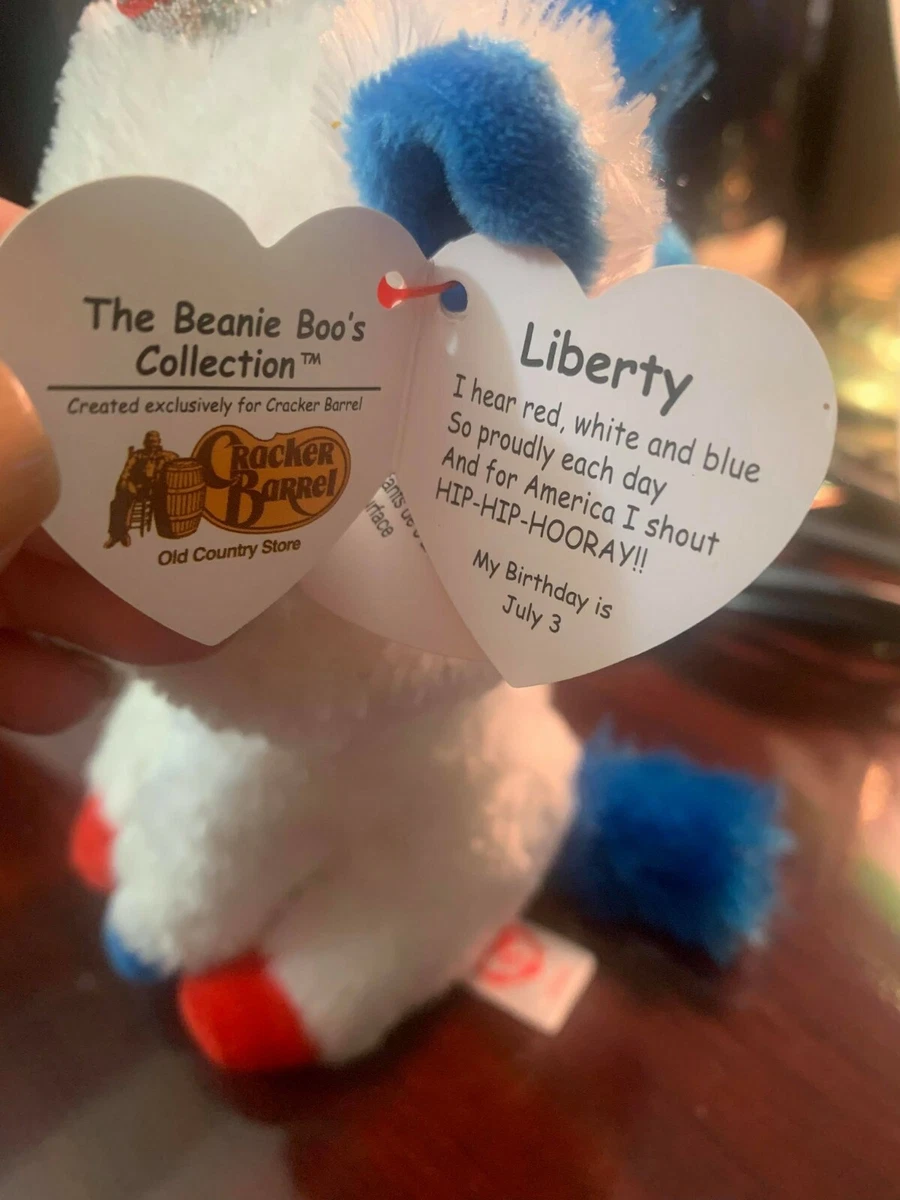 The Beanie Boo's
Collection™
Created exclusively for Cracker Barrel
Cracker
Barrel
Old Country Store
Liberty
I hear red, white and blue
So proudly each day
And for America I shout
HIP-HIP-HOORAY!!
My Birthday is
July 3